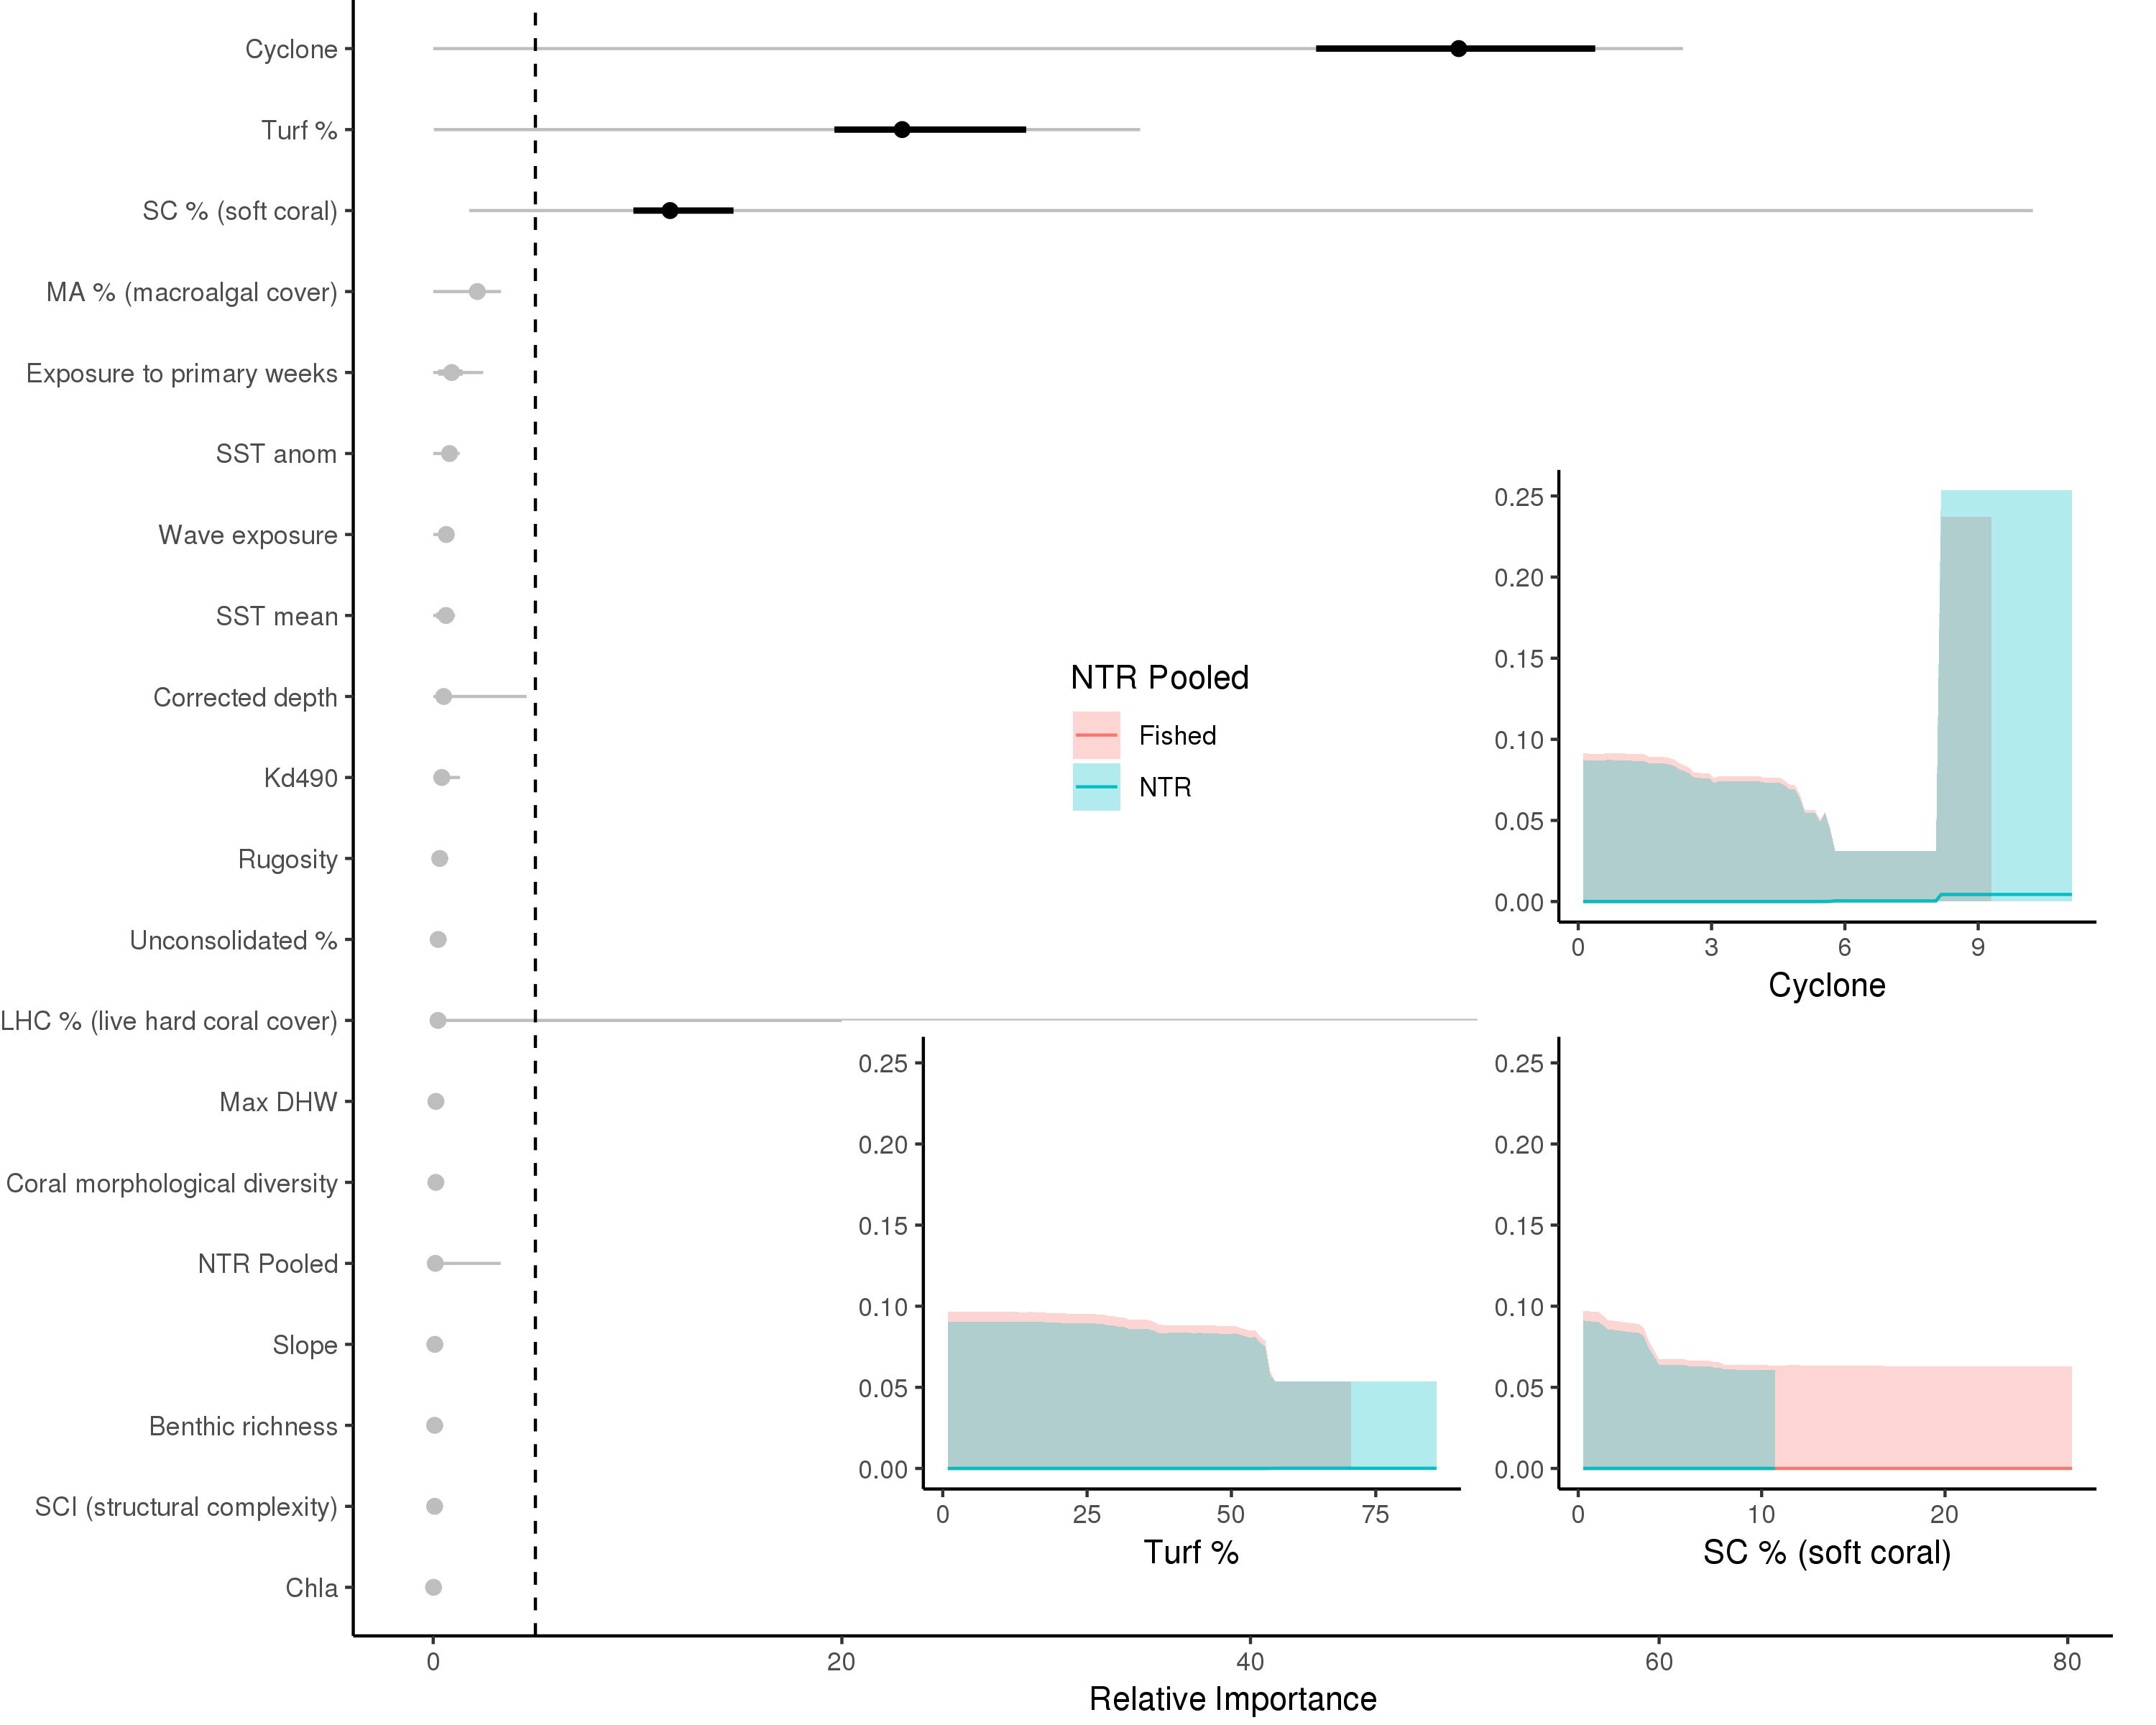 Cyclone
Turf %
SC % (soft coral)
MA % (macroalgal cover)
Exposure to primary weeks
SST anom
Wave exposure
SST mean
Corrected depth
Kd490
Rugosity
Unconsolidated %
LHC % (live hard coral cover)
Max DHW
Coral morphological diversity
NTR Pooled
Slope
Benthic richness
SCI (structural complexity)
Chla
0 20 40 60 80
Relative Importance
NTR Pooled
Fished
NTR
0.25
0.20
0.15
0.10
0.05
0.00
0 3 6 9
Cyclone
0.25
0.20
0.15
0.10
0.05
0.00
0 25 50 75
Turf %
0.25
0.20
0.15
0.10
0.05
0.00
0 10 20
SC % (soft coral)